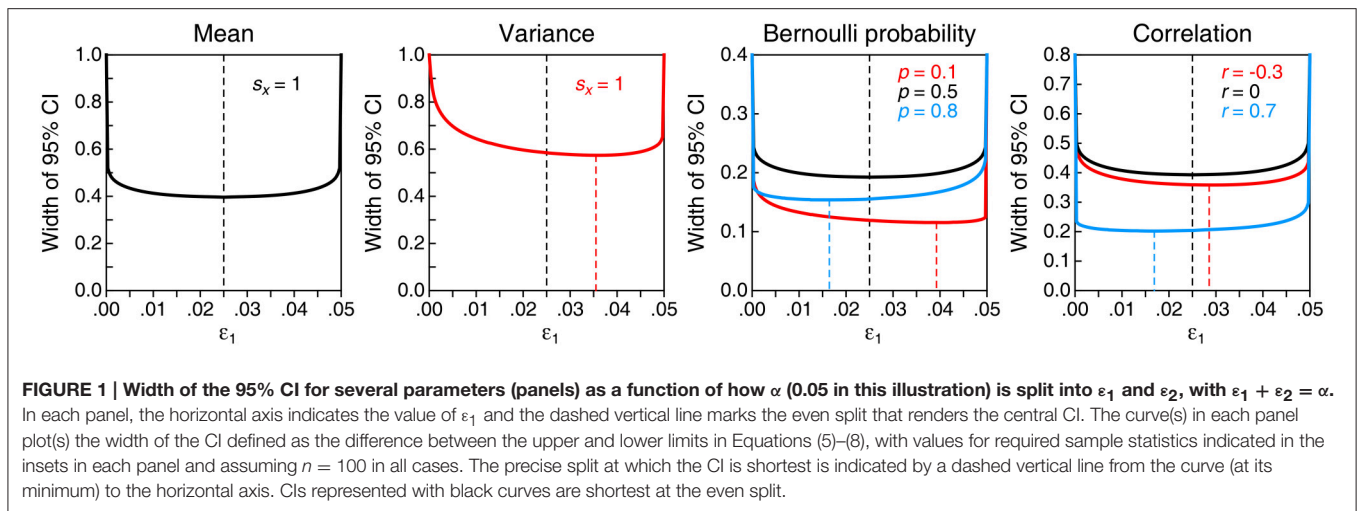 Mean
Variance
Bernoulli probability
Correlation
Width of 95% CI
1.0
0.8
0.6
0.4
0.2
0.0
sₓ = 1
.00 .01 .02 .03 .04 .05
ε₁
Width of 95% CI
1.0
0.8
0.6
0.4
0.2
0.0
sₓ = 1
.00 .01 .02 .03 .04 .05
ε₁
Width of 95% CI
0.4
0.3
0.2
0.1
0.0
p = 0.1
p = 0.5
p = 0.8
.00 .01 .02 .03 .04 .05
ε₁
Width of 95% CI
0.8
0.7
0.6
0.5
0.4
0.3
0.2
0.1
0.0
r = -0.3
r = 0
r = 0.7
.00 .01 .02 .03 .04 .05
ε₁
FIGURE 1 | Width of the 95% CI for several parameters (panels) as a function of how α (0.05 in this illustration) is split into ε₁ and ε₂, with ε₁ + ε₂ = α.
In each panel, the horizontal axis indicates the value of ε₁ and the dashed vertical line marks the even split that renders the central CI. The curve(s) in each panel
plot(s) the width of the CI defined as the difference between the upper and lower limits in Equations (5)–(8), with values for required sample statistics indicated in the
insets in each panel and assuming n = 100 in all cases. The precise split at which the CI is shortest is indicated by a dashed vertical line from the curve (at its
minimum) to the horizontal axis. CIs represented with black curves are shortest at the even split.